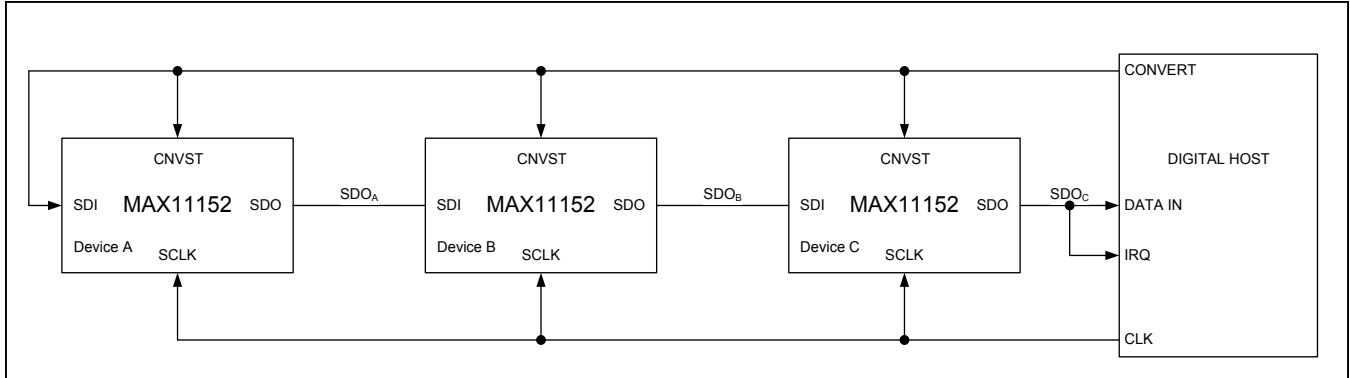 CONVERT
CNVST
CNVST
CNVST
DIGITAL HOST
SDI MAX11152 SDO
SDOA
SDI MAX11152 SDO
SDOB
SDI MAX11152 SDO
SDOC
DATA IN
Device A
SCLK
Device B
SCLK
Device C
SCLK
IRQ
CLK